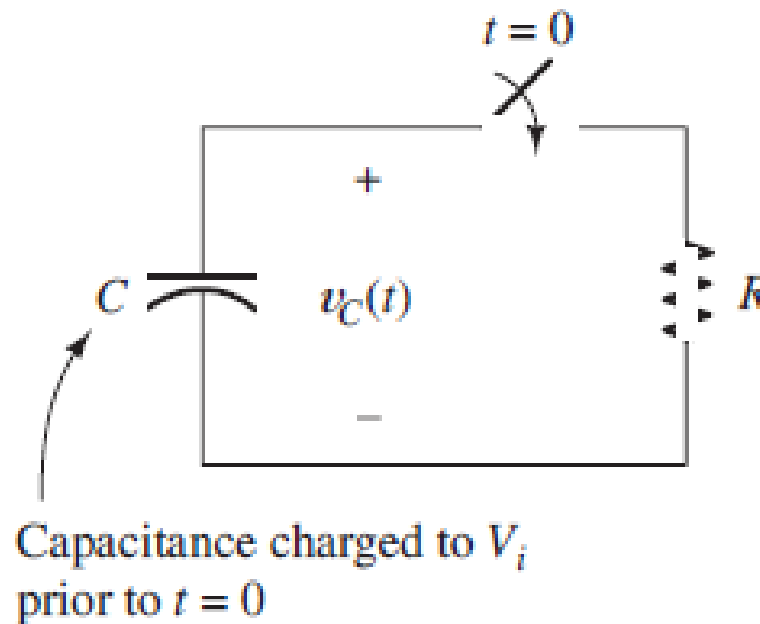 t = 0
+
C
v_C(t)
R
−
Capacitance charged to V_i
prior to t = 0